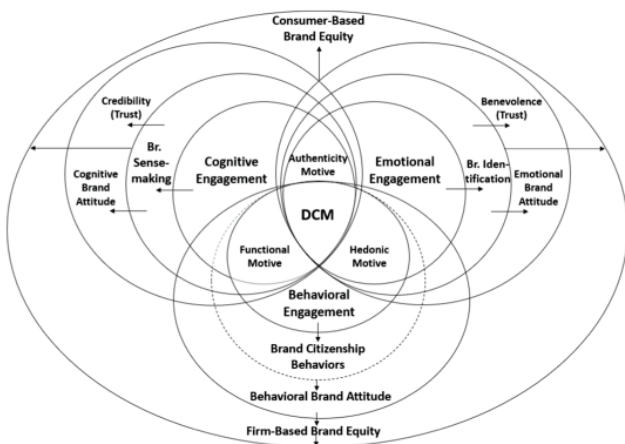 Consumer-Based
Brand Equity
Credibility
(Trust)
Benevolence
(Trust)
Br.
Sense-
making
Cognitive
Engagement
Authenticity
Motive
Emotional
Engagement
Br. Iden-
tification
Cognitive
Brand
Attitude
Emotional
Brand
Attitude
DCM
Functional
Motive
Hedonic
Motive
Behavioral
Engagement
Brand Citizenship
Behaviors
Behavioral Brand Attitude
Firm-Based Brand Equity